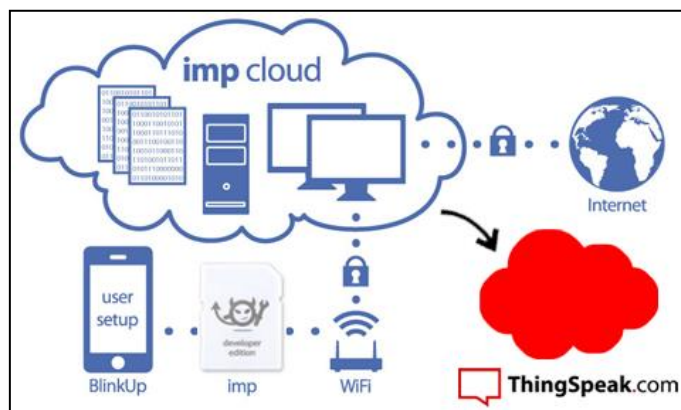 imp cloud
Internet
user
setup
developer
edition
BlinkUp
imp
WiFi
ThingSpeak.com